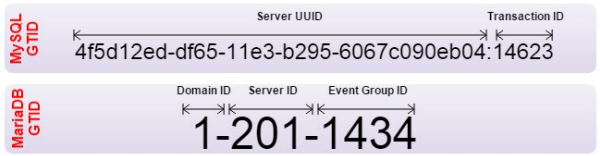 MySQL GTID
Server UUID Transaction ID
4f5d12ed-df65-11e3-b295-6067c090eb04:14623
MariaDB GTID
Domain ID Server ID Event Group ID
1-201-1434